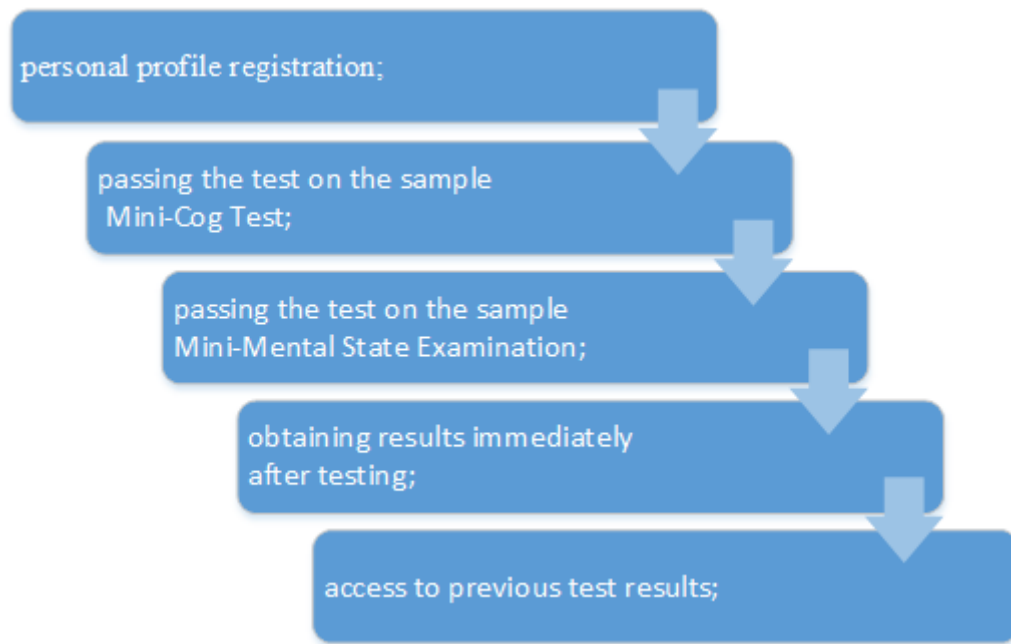 personal profile registration;
passing the test on the sample
Mini-Cog Test;
passing the test on the sample
Mini-Mental State Examination;
obtaining results immediately
after testing;
access to previous test results;